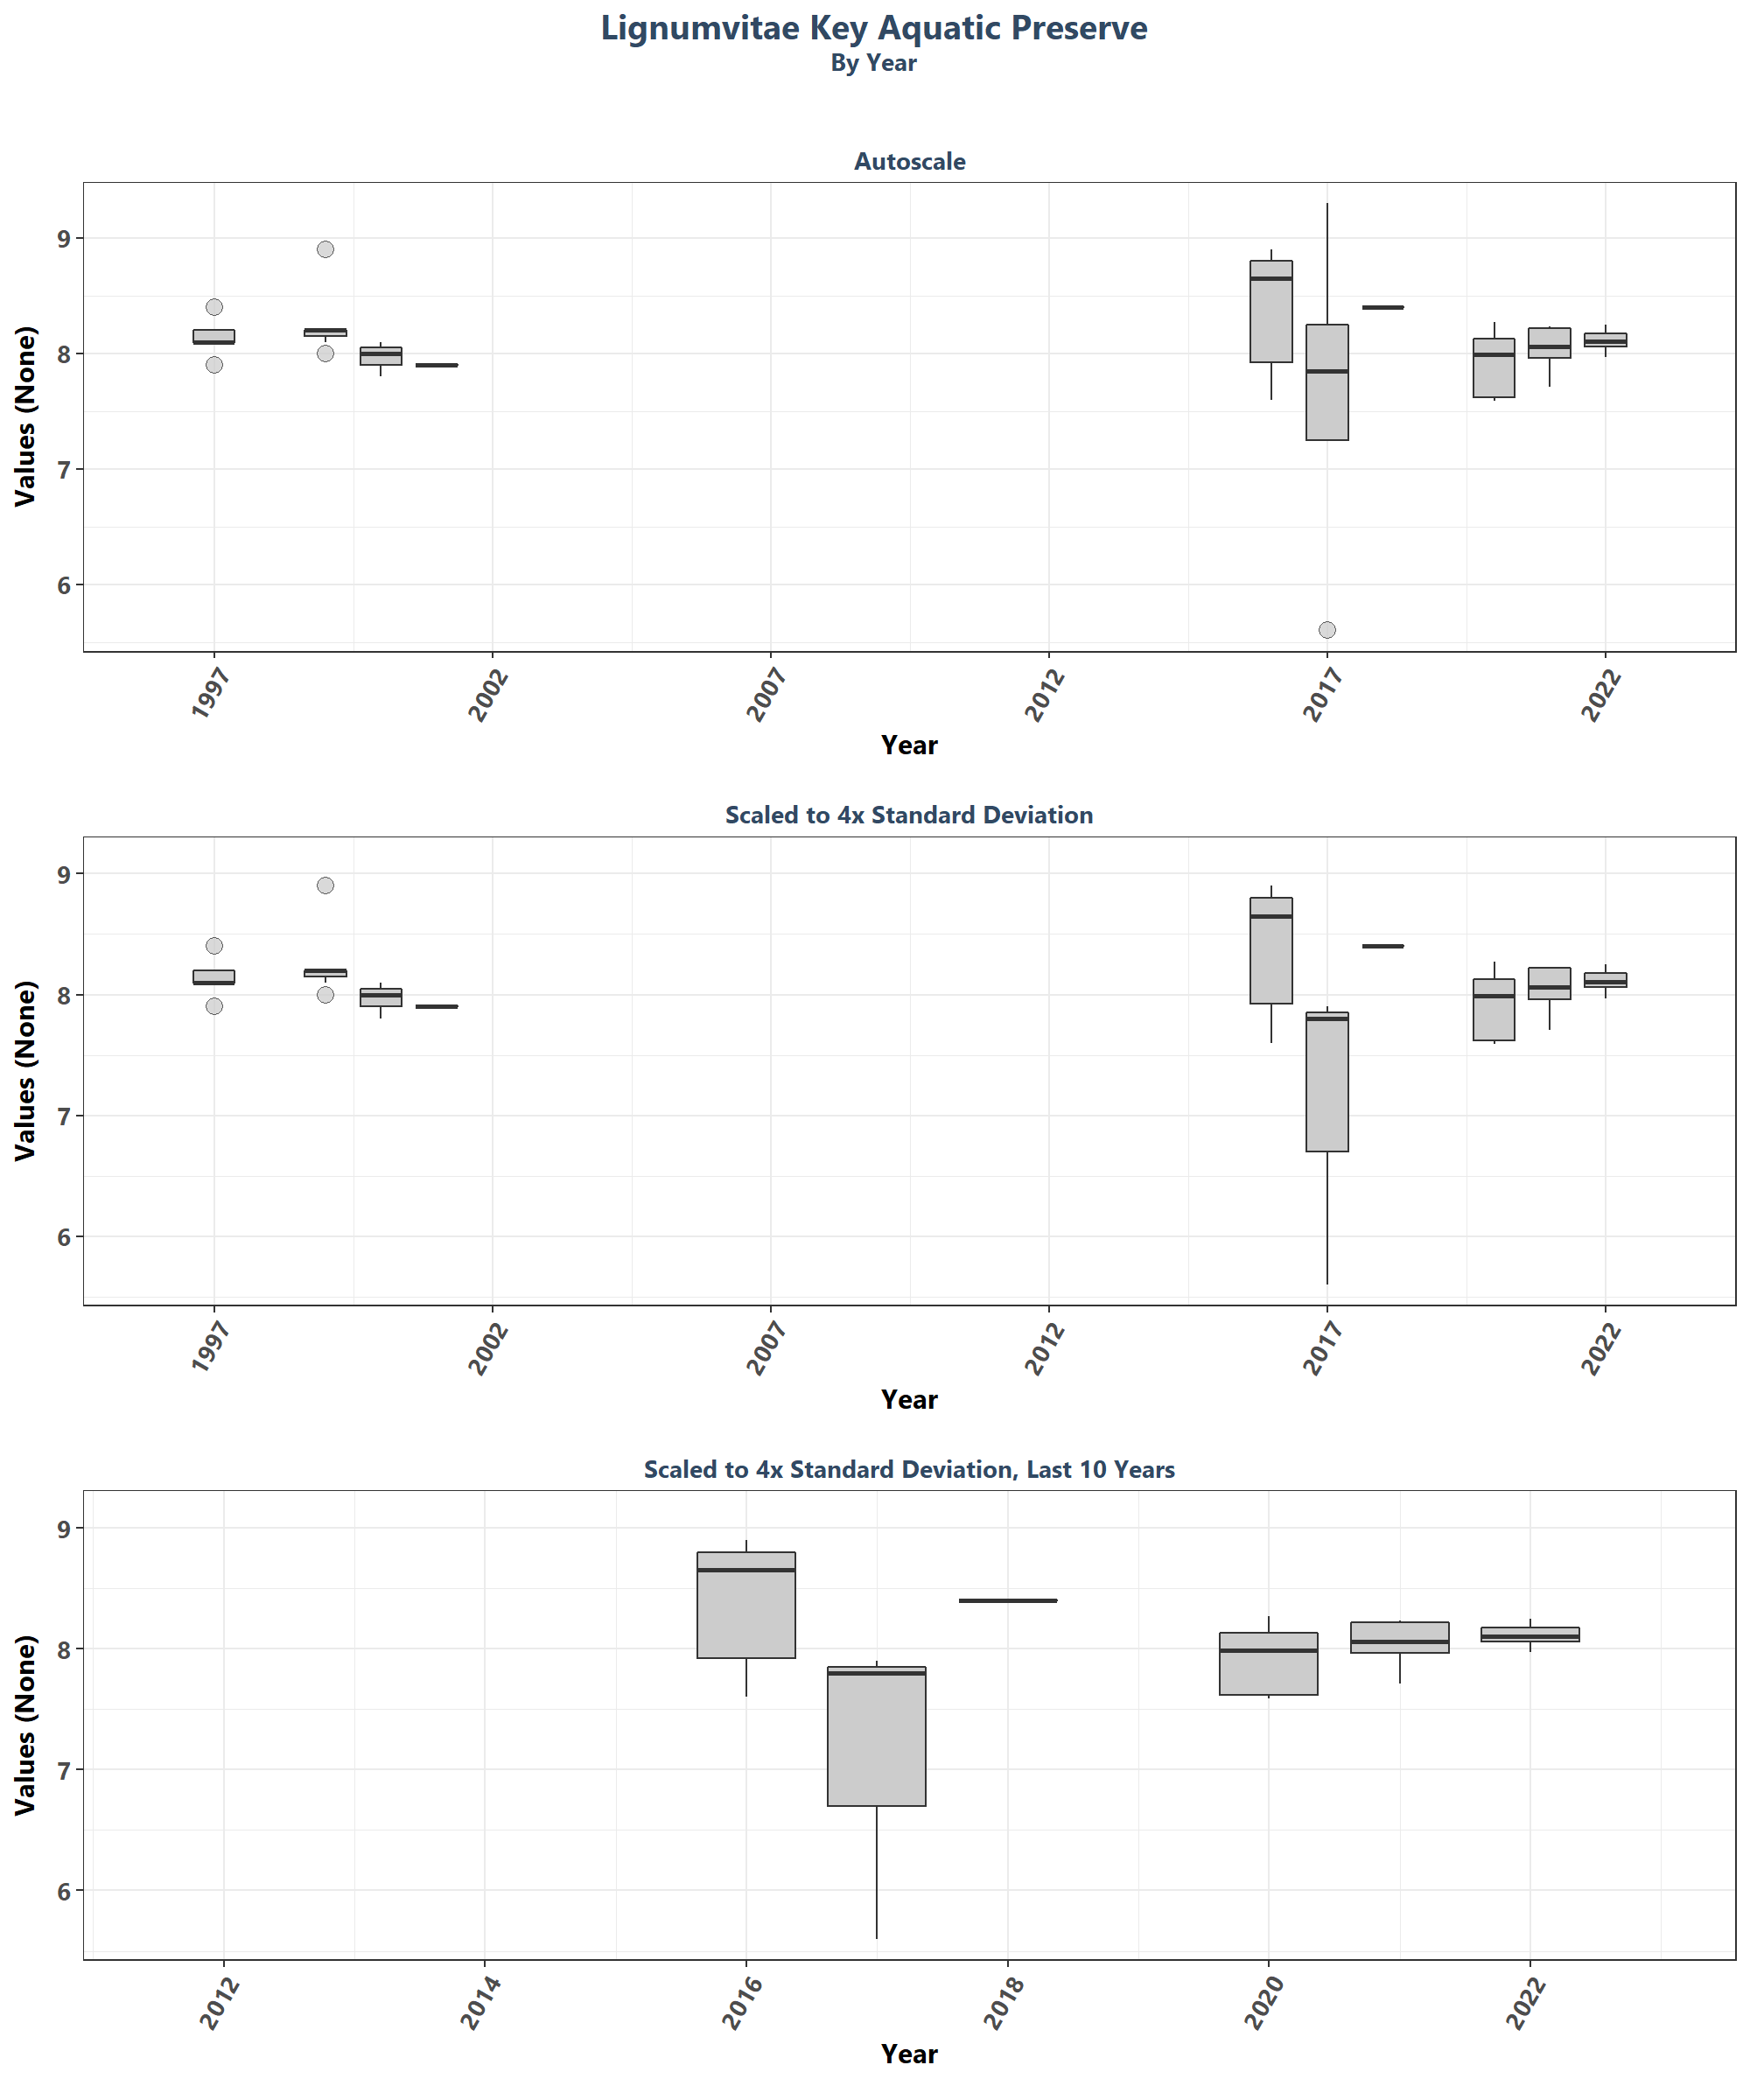 Lignumvitae Key Aquatic Preserve
By Year
Autoscale
Values (None)
9
8
7
6
1997 2002 2007 2012 2017 2022
Year
Scaled to 4x Standard Deviation
Values (None)
9
8
7
6
1997 2002 2007 2012 2017 2022
Year
Scaled to 4x Standard Deviation, Last 10 Years
Values (None)
9
8
7
6
2012 2014 2016 2018 2020 2022
Year